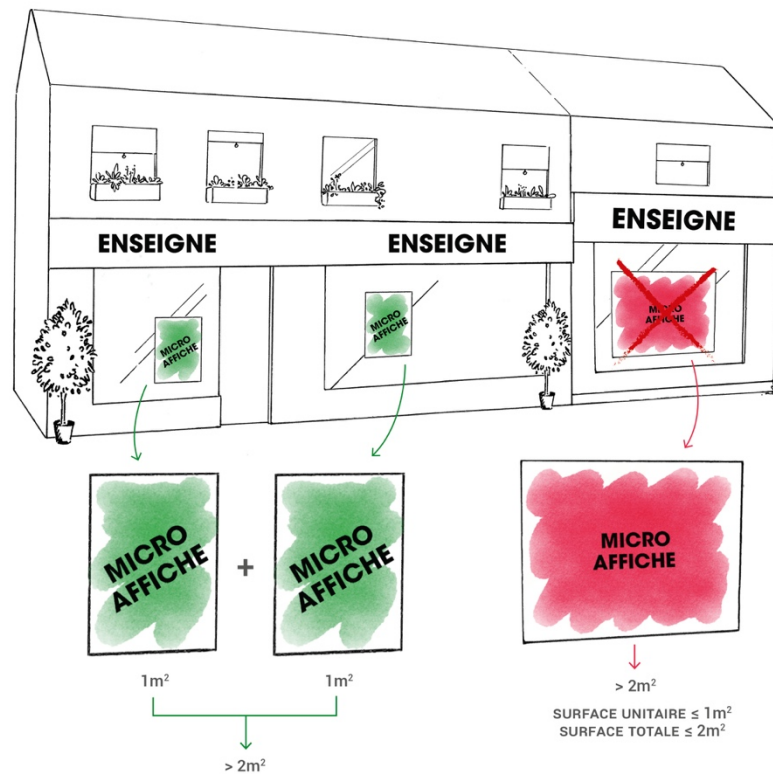 ENSEIGNE
ENSEIGNE
ENSEIGNE
MICRO
AFFICHE
MICRO
AFFICHE
MICRO
AFFICHE
MICRO
AFFICHE
+
MICRO
AFFICHE
MICRO
AFFICHE
1m²
1m²
> 2m²
> 2m²
SURFACE UNITAIRE ≤ 1m²
SURFACE TOTALE ≤ 2m²